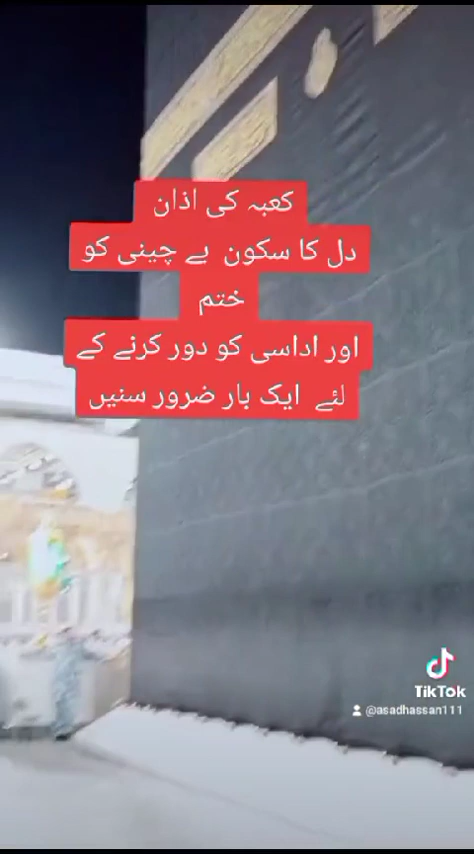 کعبہ کی اذان
دل کا سکون بے چینی کو
ختم
اور اداسی کو دور کرنے کے
لئے ایک بار ضرور سنیں
TikTok
@asadhassan111